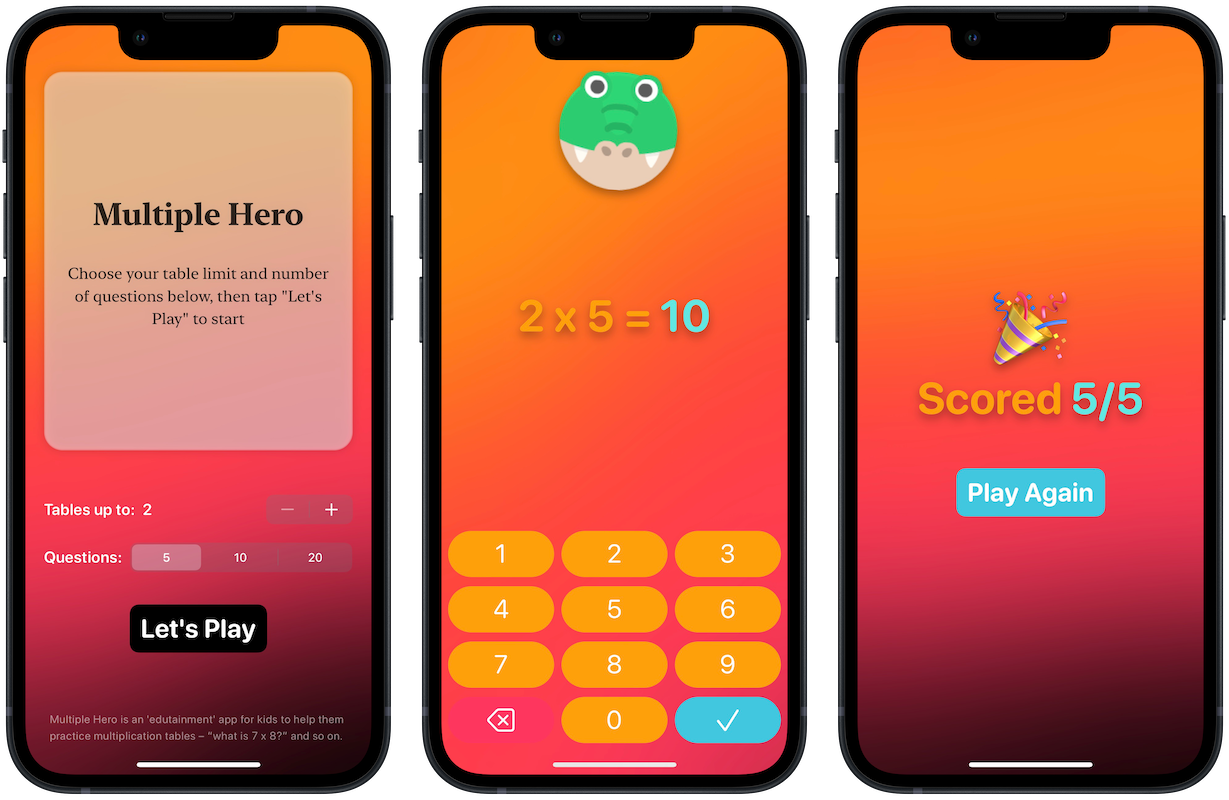 Multiple Hero
Choose your table limit and number
of questions below, then tap "Let's
Play" to start
Tables up to: 2
Questions: 5 10 20
Let's Play
Multiple Hero is an 'edutainment' app for kids to help them
practice multiplication tables – "what is 7 x 8?" and so on.
2 x 5 = 10
1 2 3
4 5 6
7 8 9
0
Scored 5/5
Play Again